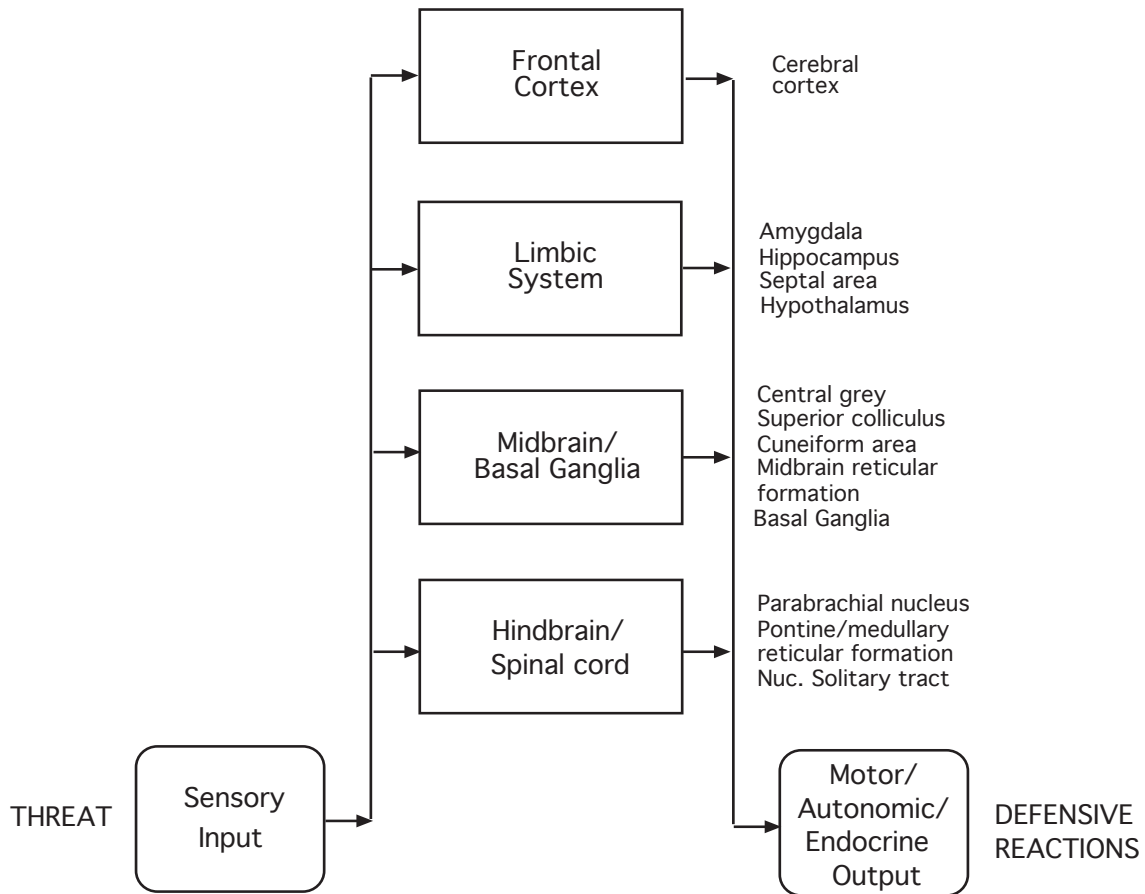 Frontal
Cortex
Cerebral
cortex
Limbic
System
Amygdala
Hippocampus
Septal area
Hypothalamus
Midbrain/
Basal Ganglia
Central grey
Superior colliculus
Cuneiform area
Midbrain reticular
formation
Basal Ganglia
Hindbrain/
Spinal cord
Parabrachial nucleus
Pontine/medullary
reticular formation
Nuc. Solitary tract
THREAT
Sensory
Input
Motor/
Autonomic/
Endocrine
Output
DEFENSIVE
REACTIONS